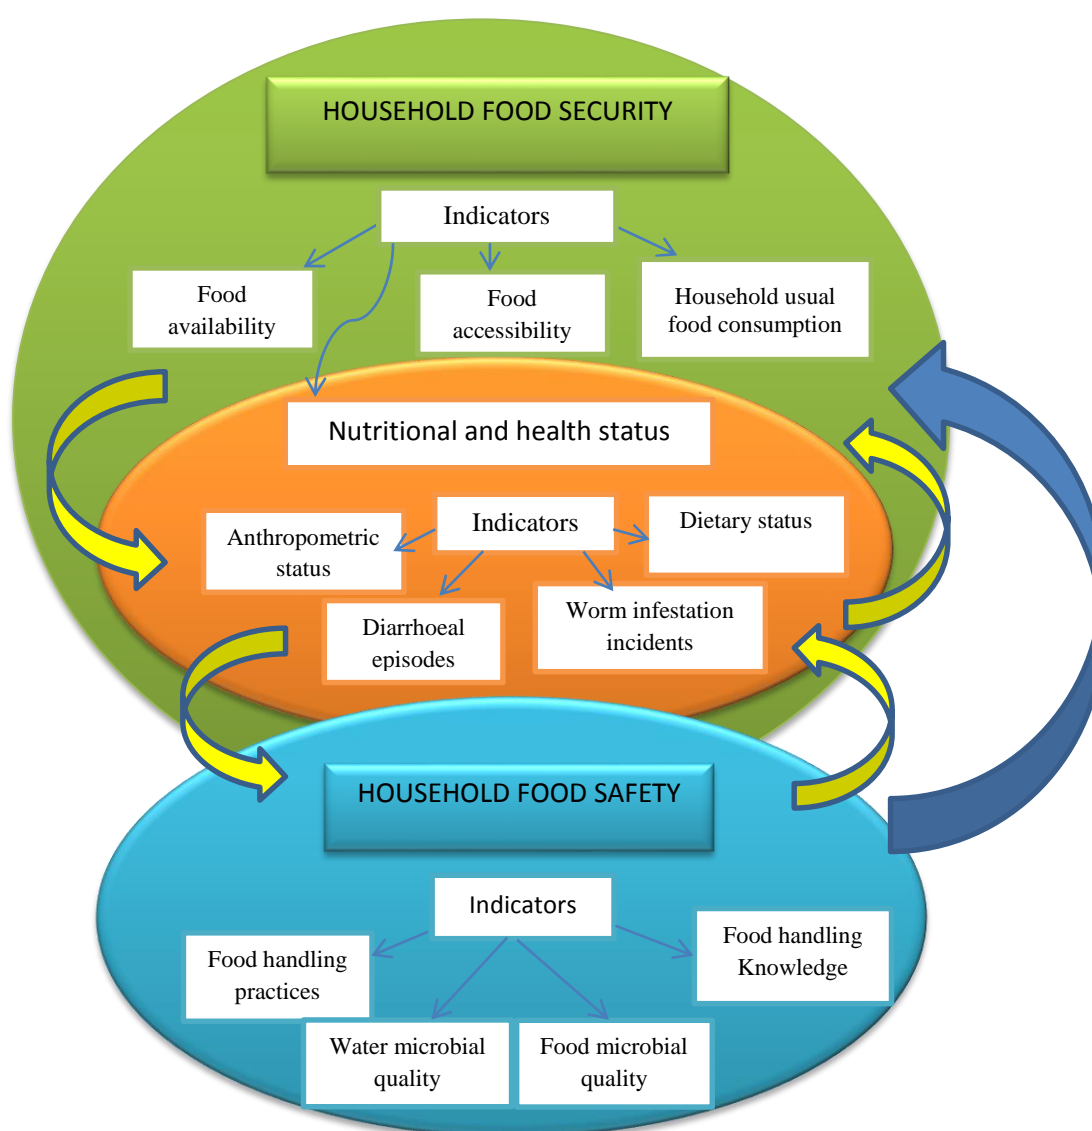 HOUSEHOLD FOOD SECURITY
Indicators
Food
availability
Food
accessibility
Household usual
food consumption
Nutritional and health status
Indicators
Anthropometric
status
Dietary status
Diarrhoeal
episodes
Worm infestation
incidents
HOUSEHOLD FOOD SAFETY
Indicators
Food handling
practices
Food handling
Knowledge
Water microbial
quality
Food microbial
quality